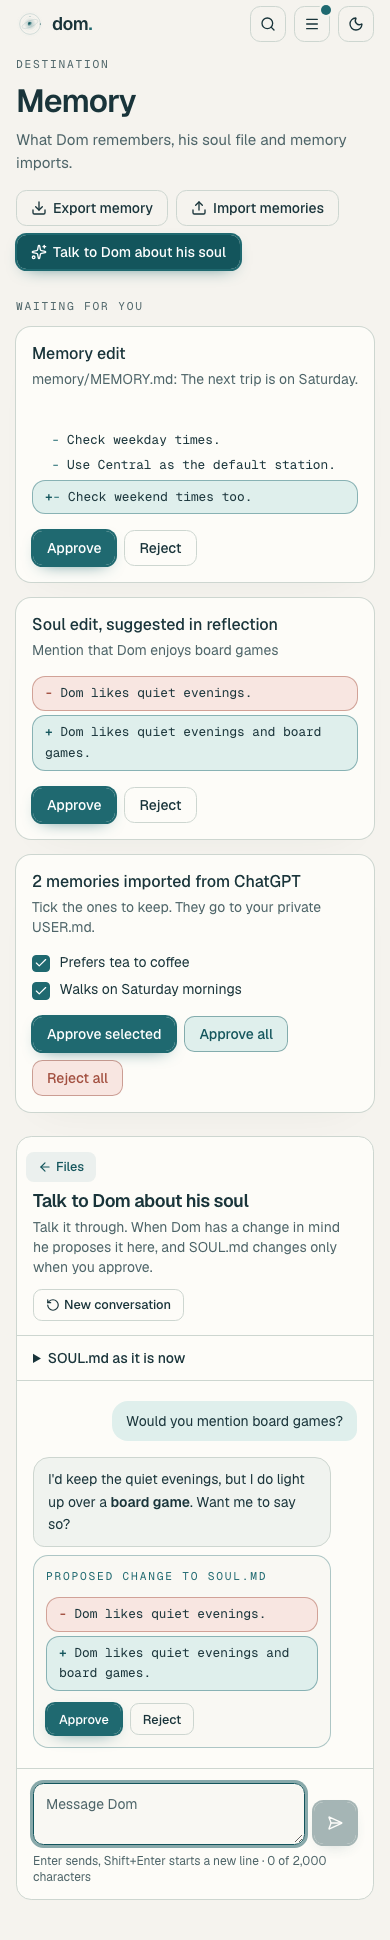 dom.
DESTINATION
Memory
What Dom remembers, his soul file and memory
imports.
Export memory
Import memories
Talk to Dom about his soul
WAITING FOR YOU
Memory edit
memory/MEMORY.md: The next trip is on Saturday.
- Check weekday times.
- Use Central as the default station.
+- Check weekend times too.
Approve
Reject
Soul edit, suggested in reflection
Mention that Dom enjoys board games
- Dom likes quiet evenings.
+ Dom likes quiet evenings and board
games.
Approve
Reject
2 memories imported from ChatGPT
Tick the ones to keep. They go to your private
USER.md.
Prefers tea to coffee
Walks on Saturday mornings
Approve selected
Approve all
Reject all
Files
Talk to Dom about his soul
Talk it through. When Dom has a change in mind
he proposes it here, and SOUL.md changes only
when you approve.
New conversation
SOUL.md as it is now
Would you mention board games?
I'd keep the quiet evenings, but I do light
up over a board game. Want me to say
so?
PROPOSED CHANGE TO SOUL.MD
- Dom likes quiet evenings.
+ Dom likes quiet evenings and
board games.
Approve
Reject
Message Dom
Enter sends, Shift+Enter starts a new line · 0 of 2,000
characters